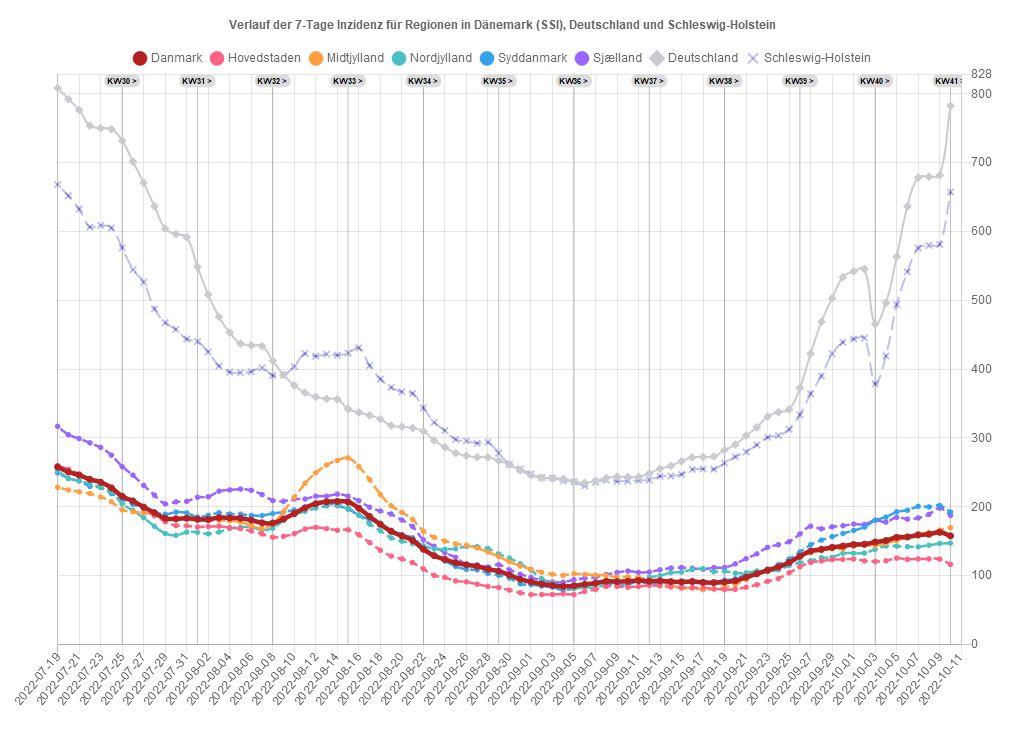 Verlauf der 7-Tage Inzidenz für Regionen in Dänemark (SSI), Deutschland und Schleswig-Holstein
Danmark Hovedstaden Midtjylland Nordjylland Syddanmark Sjælland Deutschland Schleswig-Holstein
KW30 > KW31 > KW32 > KW33 > KW34 > KW35 > KW36 > KW37 > KW38 > KW39 > KW40 > KW41 >
828
800
700
600
500
400
300
200
100
0
2022-07-19 2022-07-21 2022-07-23 2022-07-25 2022-07-27 2022-07-29 2022-07-31 2022-08-02 2022-08-04 2022-08-06 2022-08-08 2022-08-10 2022-08-12 2022-08-14 2022-08-16 2022-08-18 2022-08-20 2022-08-22 2022-08-24 2022-08-26 2022-08-28 2022-08-30 2022-09-01 2022-09-03 2022-09-05 2022-09-07 2022-09-09 2022-09-11 2022-09-13 2022-09-15 2022-09-17 2022-09-19 2022-09-21 2022-09-23 2022-09-25 2022-09-27 2022-09-29 2022-10-01 2022-10-03 2022-10-05 2022-10-07 2022-10-09 2022-10-11